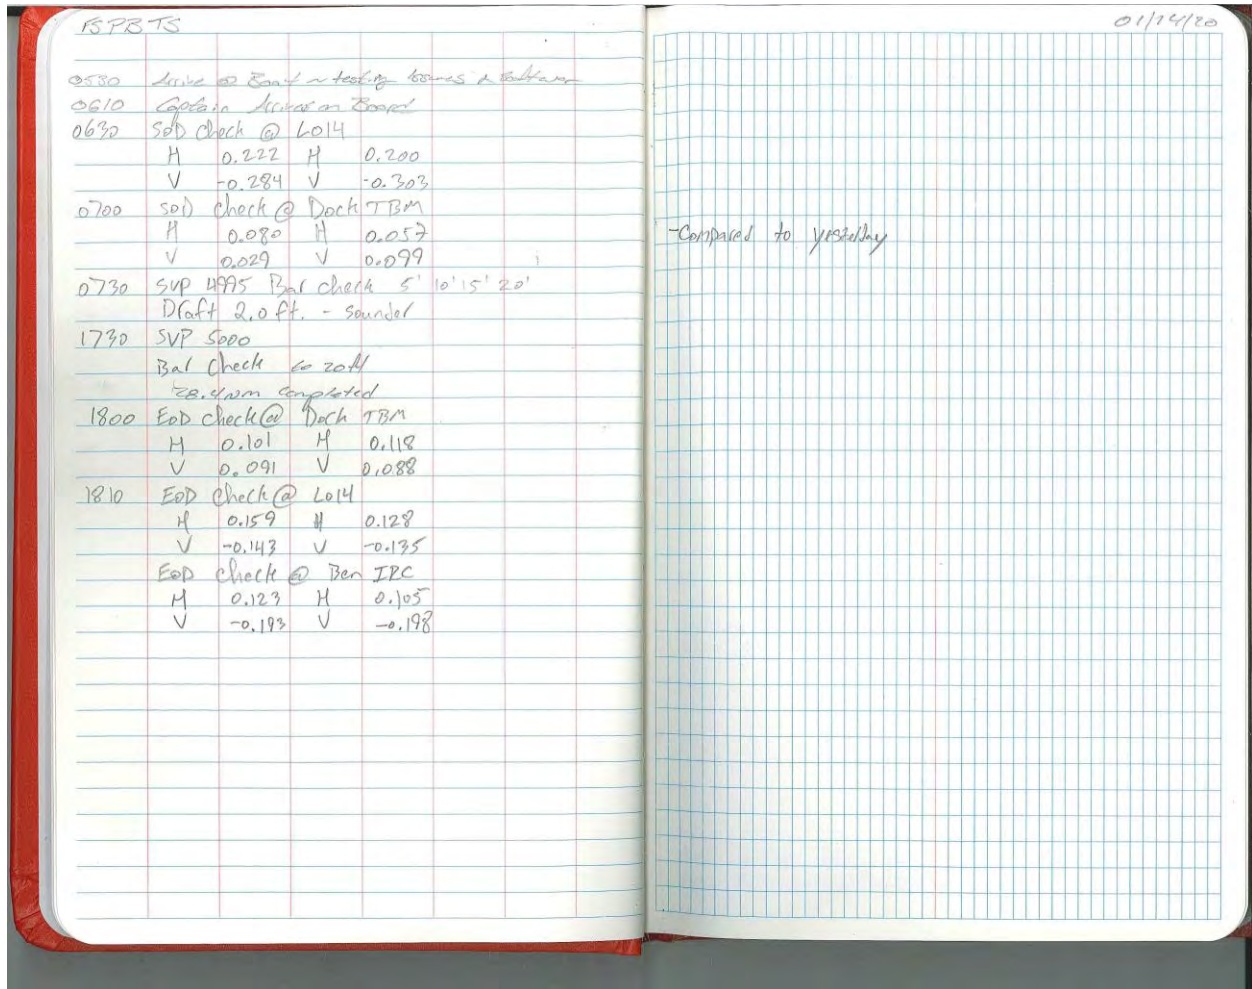 FSPBTS
01/14/20
0530 Arrive @ Boat ~ testing
0610 Captain Arrives on Board
0630 SoD Check @ LO14
H 0.222 H 0.200
V -0.284 V -0.303
0700 SoD Check @ Dock TBM
H 0.080 H 0.057
-Compared to yesterday
V 0.029 V 0.099
0730 SVP 4995 Bar check 5' 10' 15' 20'
Draft 2.0 ft. - Sounder
1730 SVP 5000
Bar Check to 20ft
28.4nm completed
1800 EoD check @ Dock TBM
H 0.101 H 0.118
V 0.091 V 0.088
1810 EoD Check @ LO14
H 0.159 H 0.128
V -0.143 V -0.135
EoD Check @ Ben IRC
H 0.123 H 0.105
V -0.193 V -0.198